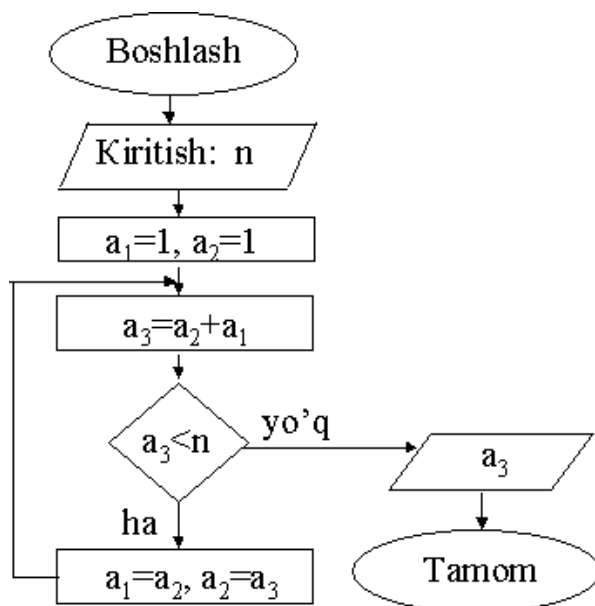 Boshlash
Kiritish: n
a₁=1, a₂=1
a₃=a₂+a₁
a₃<n
yo’q
a₃
ha
a₁=a₂, a₂=a₃
Tamom